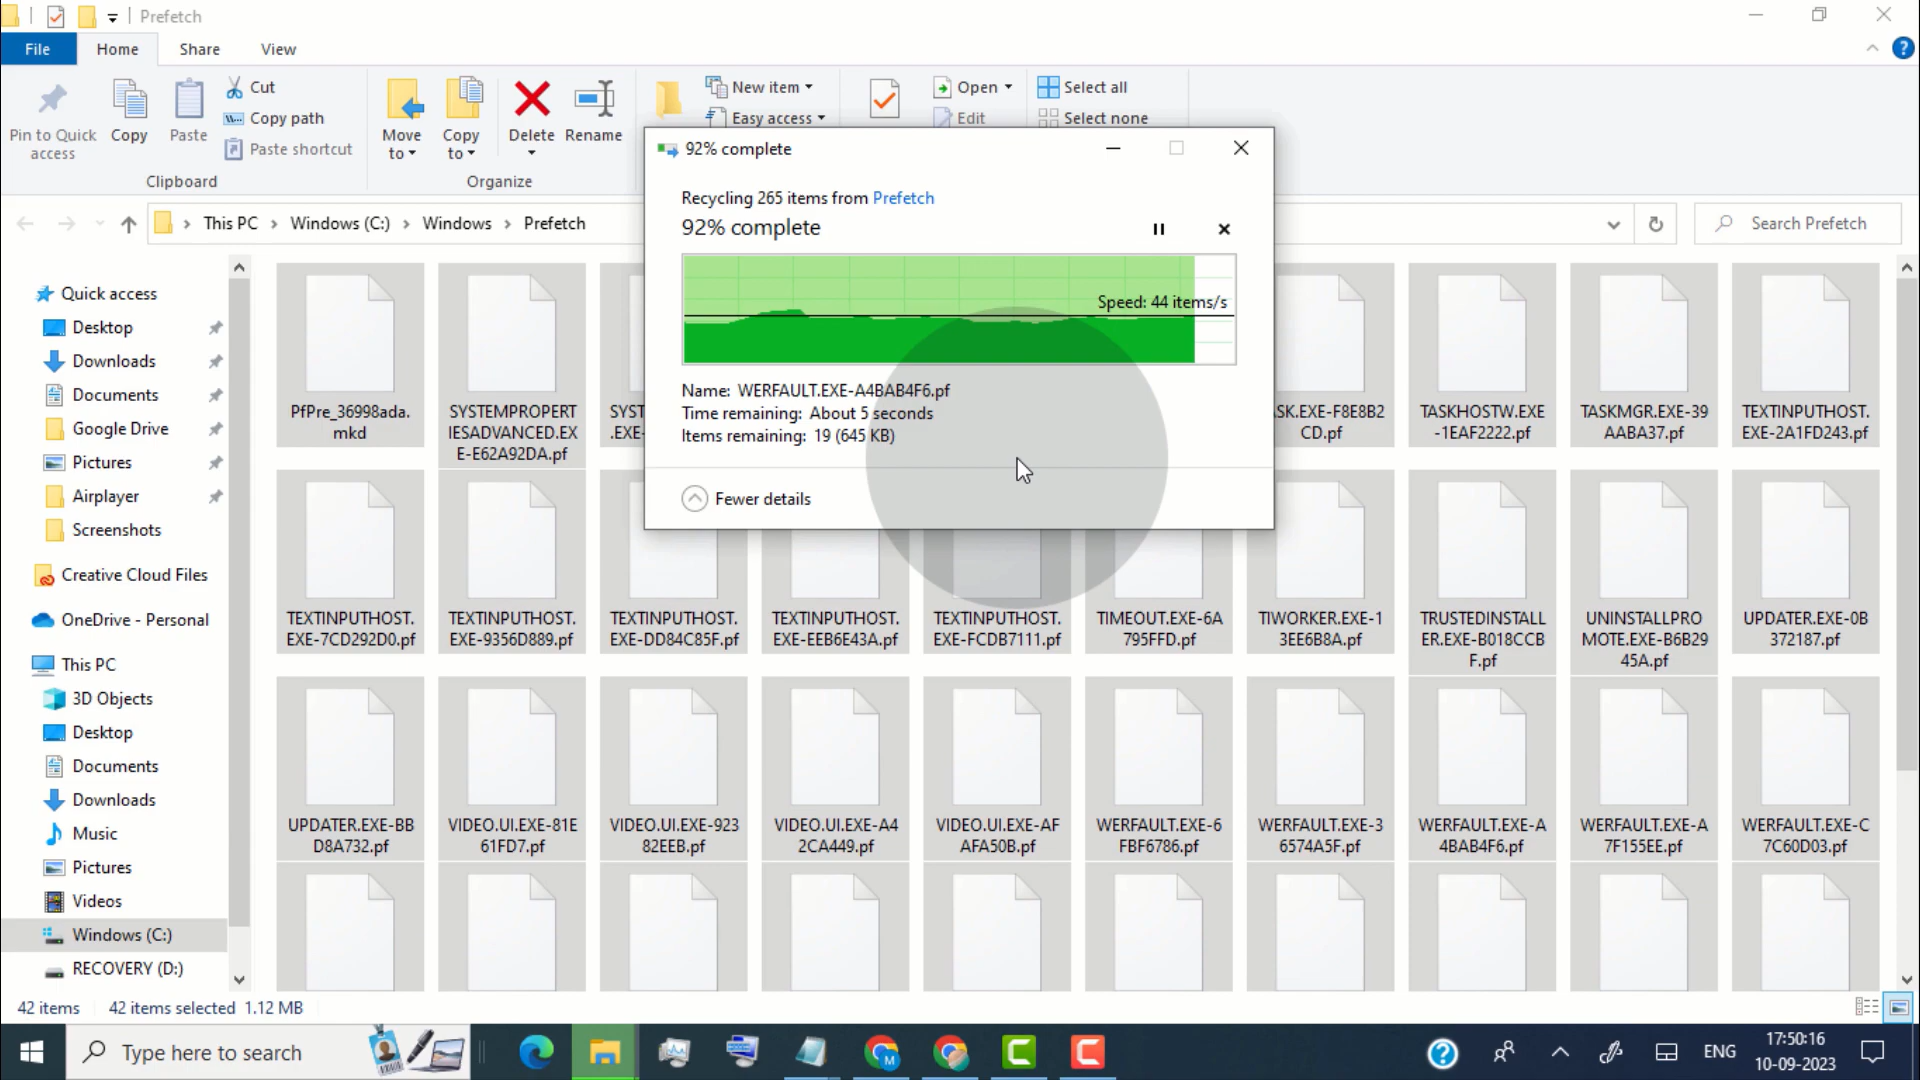 Prefetch
File
Home
Share
View
Pin to Quick
access
Copy
Paste
Cut
Copy path
Paste shortcut
Clipboard
Move
to
Copy
to
Delete
Rename
Organize
New item
Easy access
Open
Edit
Select all
Select none
This PC
Windows (C:)
Windows
Prefetch
Search Prefetch
92% complete
Recycling 265 items from Prefetch
92% complete
Speed: 44 items/s
Name: WERFAULT.EXE-A4BAB4F6.pf
Time remaining: About 5 seconds
Items remaining: 19 (645 KB)
Fewer details
Quick access
Desktop
Downloads
Documents
Google Drive
Pictures
Airplayer
Screenshots
Creative Cloud Files
OneDrive - Personal
This PC
3D Objects
Desktop
Documents
Downloads
Music
Pictures
Videos
Windows (C:)
RECOVERY (D:)
PfPre_36998ada.
mkd
SYSTEMPROPERT
IESADVANCED.EX
E-E62A92DA.pf
SYST
.EXE-
SK.EXE-F8E8B2
CD.pf
TASKHOSTW.EXE
-1EAF2222.pf
TASKMGR.EXE-39
AABA37.pf
TEXTINPUTHOST.
EXE-2A1FD243.pf
TEXTINPUTHOST.
EXE-7CD292D0.pf
TEXTINPUTHOST.
EXE-9356D889.pf
TEXTINPUTHOST.
EXE-DD84C85F.pf
TEXTINPUTHOST.
EXE-EEB6E43A.pf
TEXTINPUTHOST.
EXE-FCDB7111.pf
TIMEOUT.EXE-6A
795FFD.pf
TIWORKER.EXE-1
3EE6B8A.pf
TRUSTEDINSTALL
ER.EXE-B018CCB
F.pf
UNINSTALLPRO
MOTE.EXE-B6B29
45A.pf
UPDATER.EXE-0B
372187.pf
UPDATER.EXE-BB
D8A732.pf
VIDEO.UI.EXE-81E
61FD7.pf
VIDEO.UI.EXE-923
82EEB.pf
VIDEO.UI.EXE-A4
2CA449.pf
VIDEO.UI.EXE-AF
AFA50B.pf
WERFAULT.EXE-6
FBF6786.pf
WERFAULT.EXE-3
6574A5F.pf
WERFAULT.EXE-A
4BAB4F6.pf
WERFAULT.EXE-A
7F155EE.pf
WERFAULT.EXE-C
7C60D03.pf
42 items
42 items selected 1.12 MB
Type here to search
M
ENG
17:50:16
10-09-2023